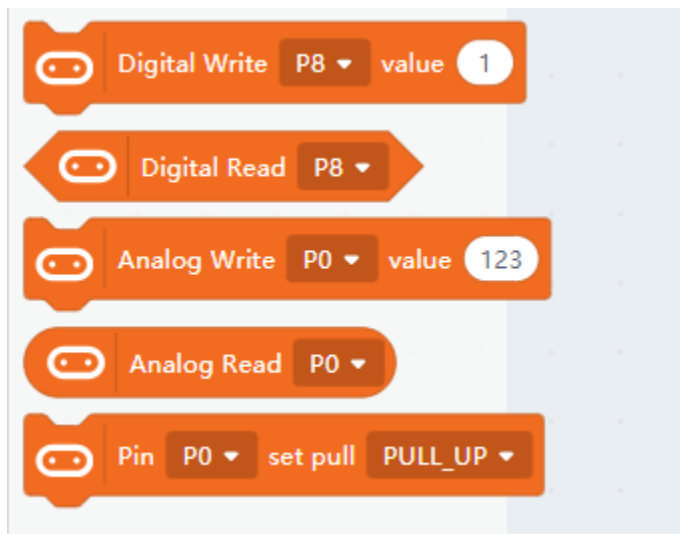 Digital Write P8 value 1
Digital Read P8
Analog Write P0 value 123
Analog Read P0
Pin P0 set pull PULL_UP